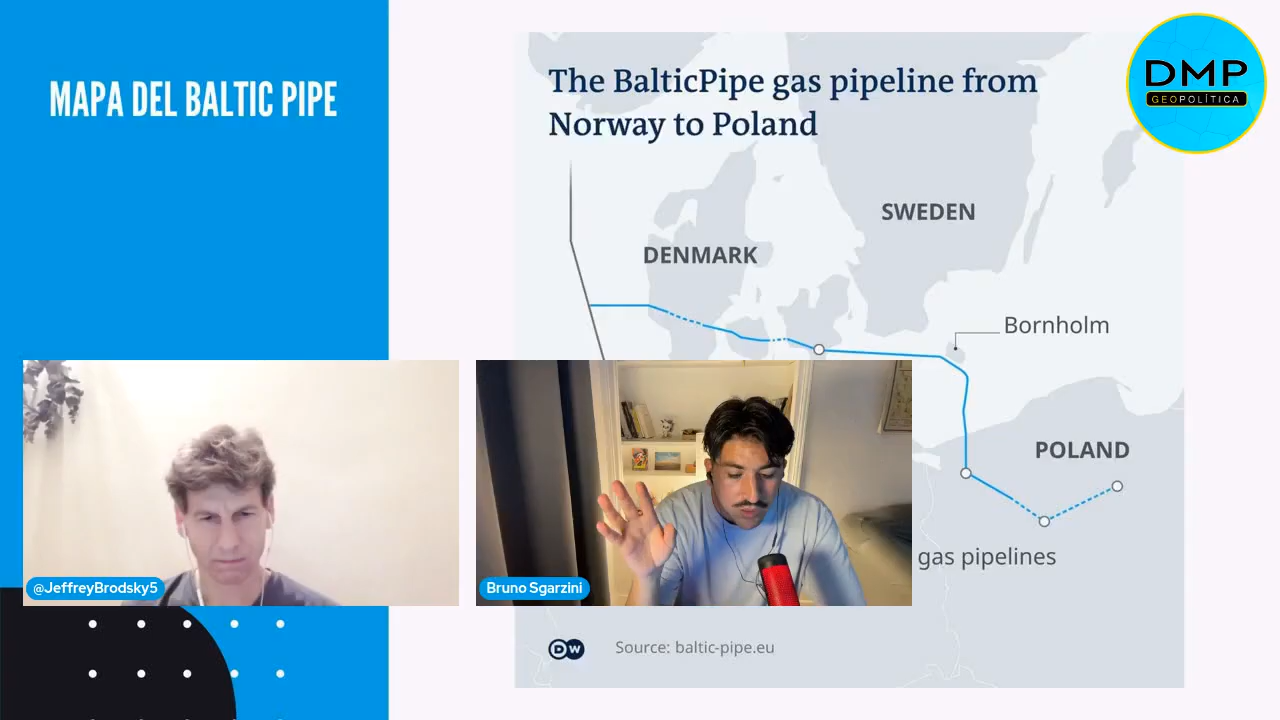 MAPA DEL BALTIC PIPE
The BalticPipe gas pipeline from
Norway to Poland
DMP
GEOPOLÍTICA
SWEDEN
DENMARK
Bornholm
POLAND
gas pipelines
@JeffreyBrodsky5
Bruno Sgarzini
DW
Source: baltic-pipe.eu